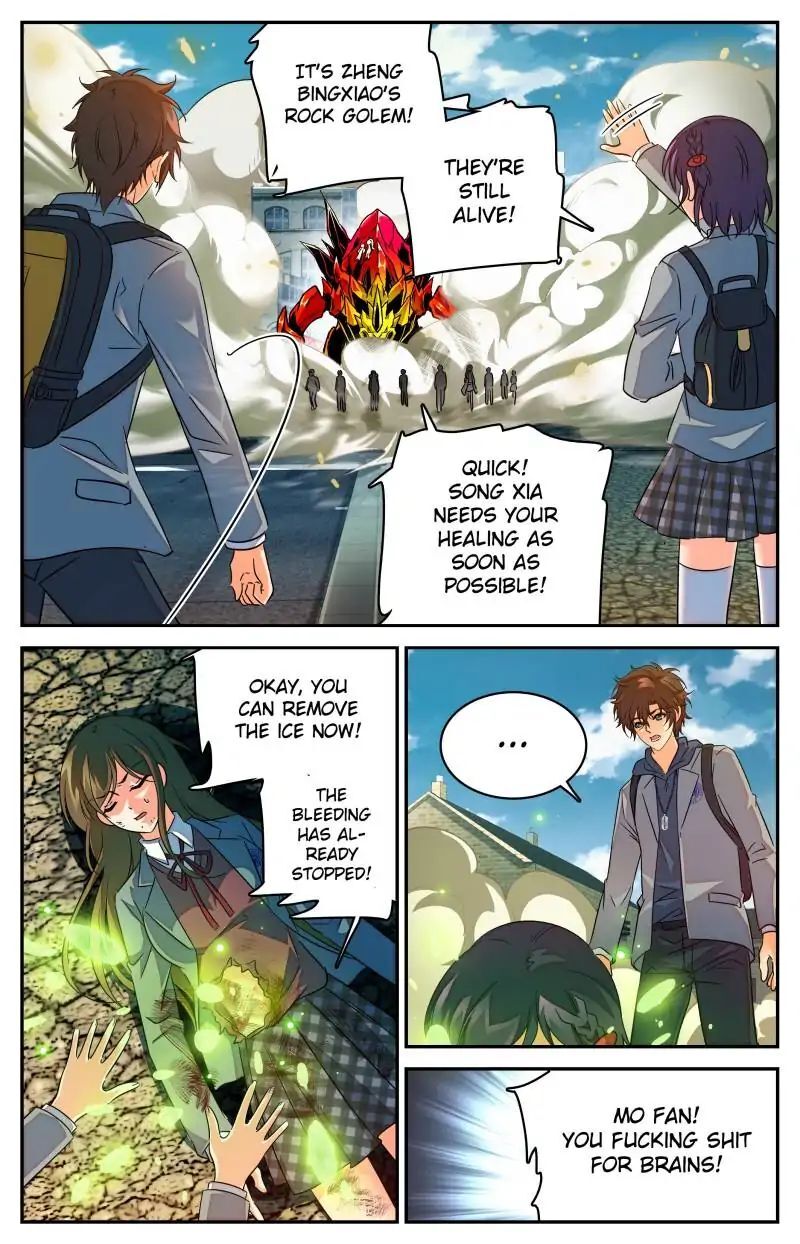 IT'S ZHENG
BINGXIAO'S
ROCK GOLEM!
THEY'RE
STILL
ALIVE!
QUICK!
SONG XIA
NEEDS YOUR
HEALING AS
SOON AS
POSSIBLE!
OKAY, YOU
CAN REMOVE
THE ICE NOW!
THE
BLEEDING
HAS AL-
READY
STOPPED!
...
MO FAN!
YOU FUCKING SHIT
FOR BRAINS!